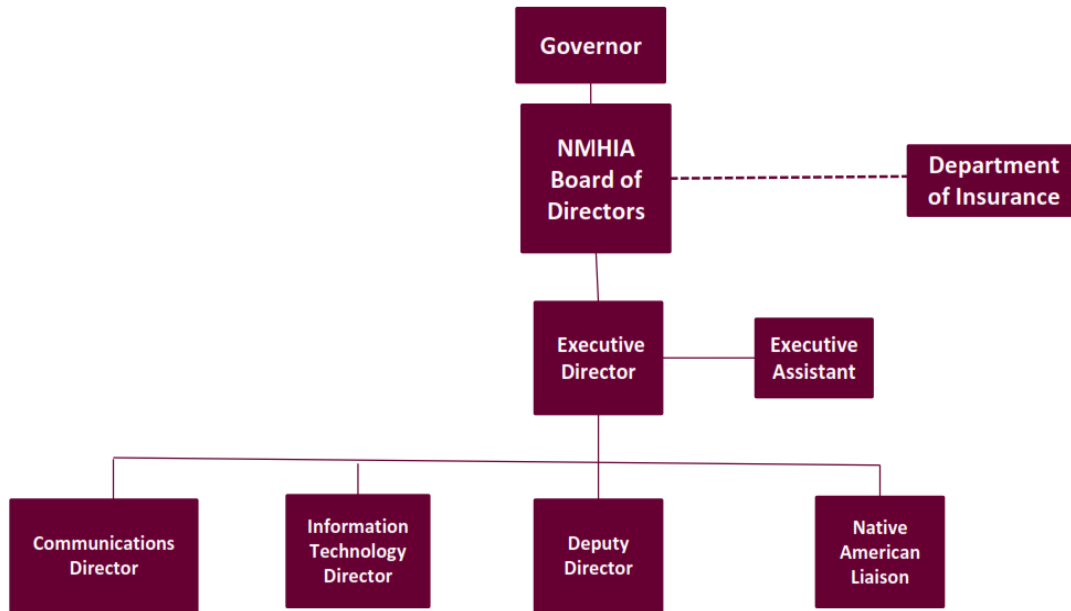 Governor
NMHIA
Board of
Directors
Department
of Insurance
Executive
Director
Executive
Assistant
Communications
Director
Information
Technology
Director
Deputy
Director
Native
American
Liaison